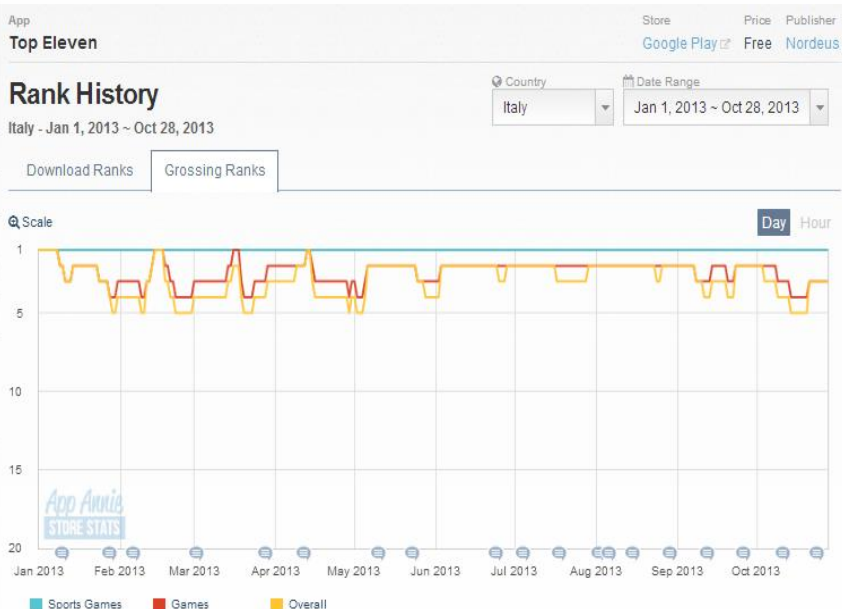 App
Top Eleven
Store Price Publisher
Google Play Free Nordeus
Rank History
Italy - Jan 1, 2013 ~ Oct 28, 2013
Country
Italy
Date Range
Jan 1, 2013 ~ Oct 28, 2013
Download Ranks Grossing Ranks
Scale
Day Hour
1
5
10
15
20
App Annie
STORE STATS
Jan 2013 Feb 2013 Mar 2013 Apr 2013 May 2013 Jun 2013 Jul 2013 Aug 2013 Sep 2013 Oct 2013
Sports Games Games Overall